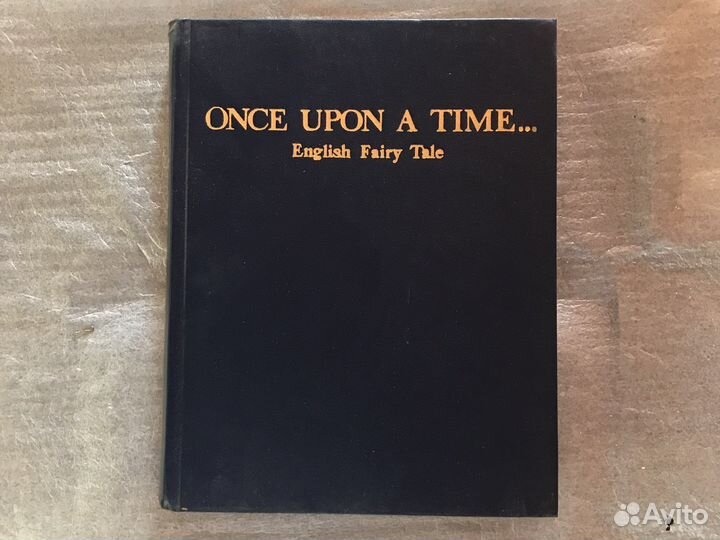 ONCE UPON A TIME...
English Fairy Tale
Avito